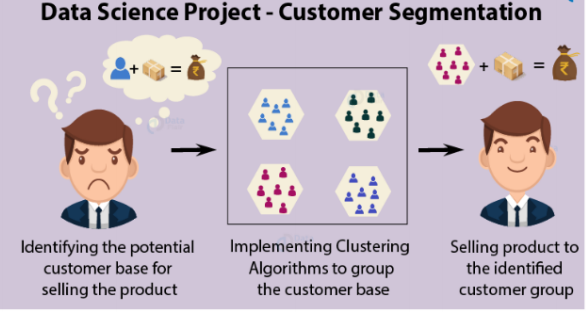 Data Science Project - Customer Segmentation
Identifying the potential
customer base for
selling the product
Implementing Clustering
Algorithms to group
the customer base
Selling product to
the identified
customer group